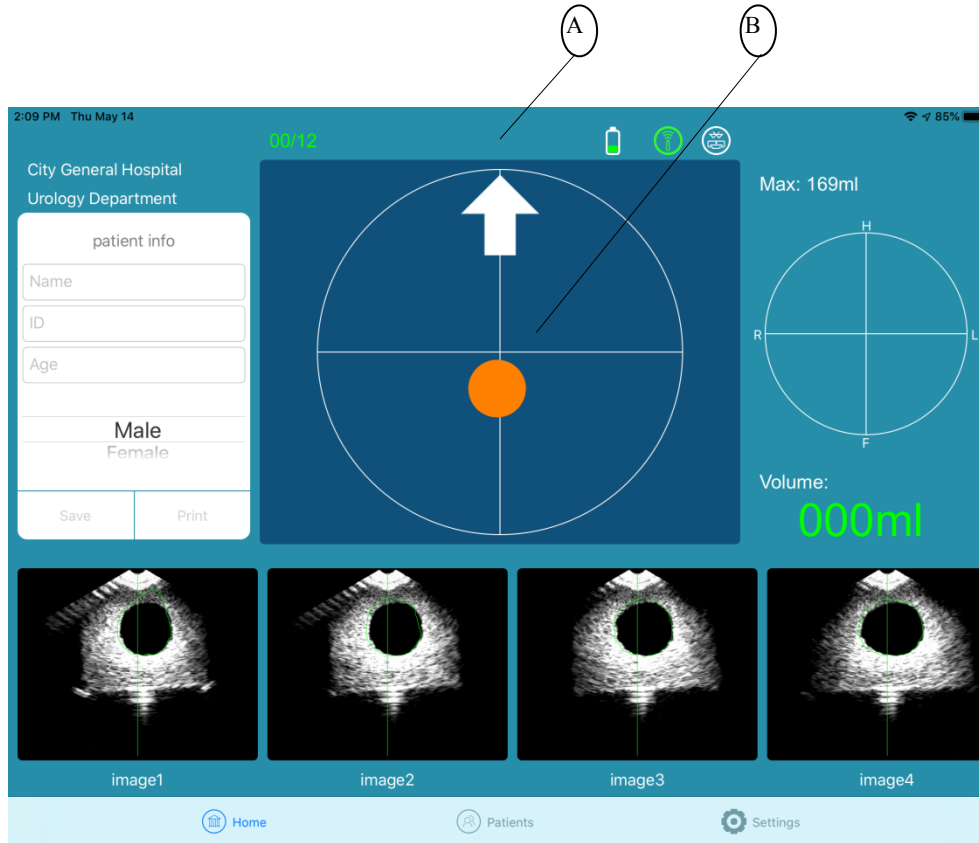 A
B
2:09 PM Thu May 14
85%
00/12
City General Hospital
Urology Department
patient info
Name
ID
Age
Male
Female
Save
Print
Max: 169ml
H
R
L
F
Volume:
000ml
image1
image2
image3
image4
Home
Patients
Settings